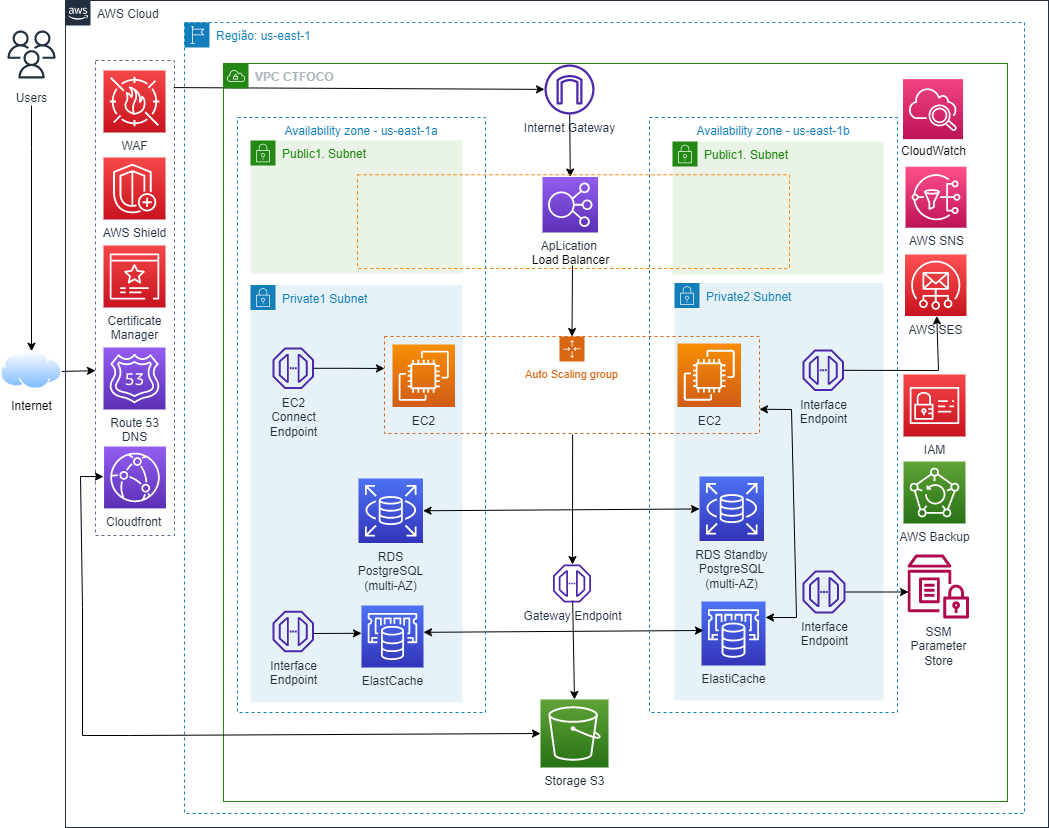 aws
AWS Cloud
Users
Internet
Região: us-east-1
VPC CTFOCO
WAF
AWS Shield
Certificate
Manager
53
Route 53
DNS
Cloudfront
Internet Gateway
Availability zone - us-east-1a
Public1. Subnet
Availability zone - us-east-1b
Public1. Subnet
ApLication
Load Balancer
Private1 Subnet
Private2 Subnet
EC2
Connect
Endpoint
EC2
Auto Scaling group
EC2
Interface
Endpoint
RDS
PostgreSQL
(multi-AZ)
RDS Standby
PostgreSQL
(multi-AZ)
Gateway Endpoint
Interface
Endpoint
ElastCache
ElastiCache
Interface
Endpoint
Storage S3
CloudWatch
AWS SNS
AWS SES
IAM
AWS Backup
SSM
Parameter
Store